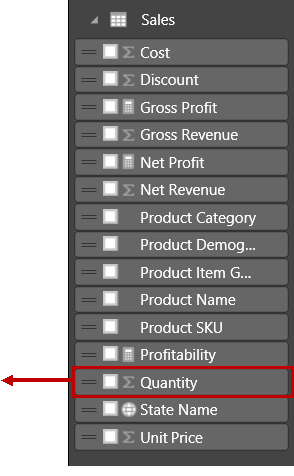 Sales
Cost
Discount
Gross Profit
Gross Revenue
Net Profit
Net Revenue
Product Category
Product Demog...
Product Item G...
Product Name
Product SKU
Profitability
Quantity
State Name
Unit Price